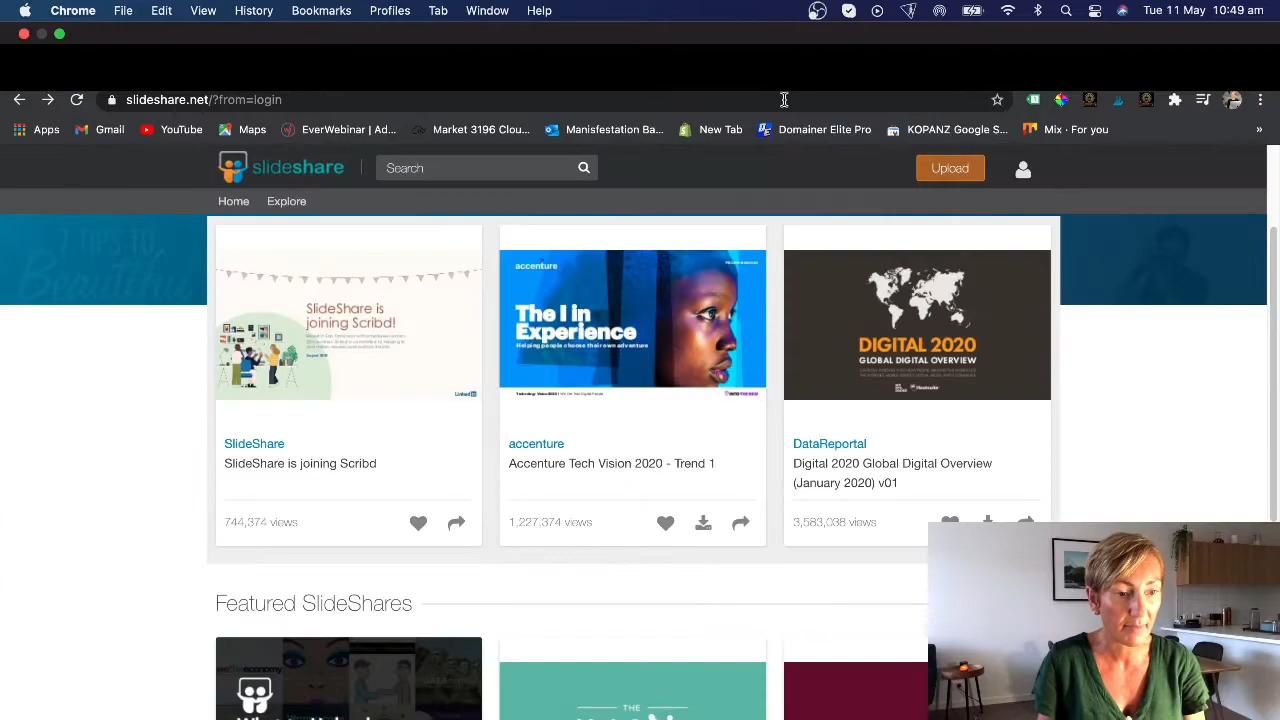 Chrome File Edit View History Bookmarks Profiles Tab Window Help Tue 11 May 10:49 am
slideshare.net/?from=login
Apps Gmail YouTube Maps EverWebinar | Ad... Market 3196 Clou... Manisfestation Ba... New Tab Domainer Elite Pro KOPANZ Google S... Mix · For you »
slideshare Search Upload
Home Explore
7 TIPS TO
accenture
SlideShare is
joining Scribd!
The I in
Experience
Helping people choose their own adventure
DIGITAL 2020
GLOBAL DIGITAL OVERVIEW
LinkedIn
SlideShare accenture DataReportal
SlideShare is joining Scribd Accenture Tech Vision 2020 - Trend 1 Digital 2020 Global Digital Overview
(January 2020) v01
744,374 views 1,227,374 views 3,583,038 views
Featured SlideShares
THE